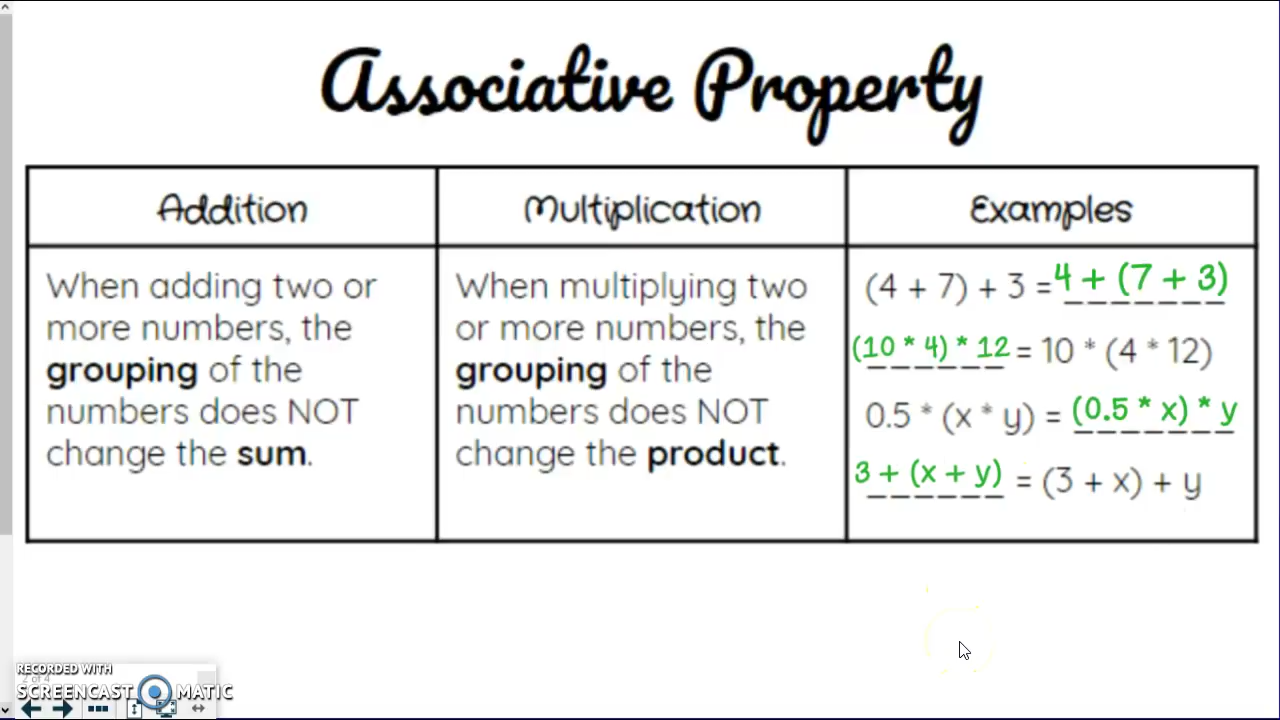 Associative Property
Addition
Multiplication
Examples
When adding two or
more numbers, the
grouping of the
numbers does NOT
change the sum.
When multiplying two
or more numbers, the
grouping of the
numbers does NOT
change the product.
(4 + 7) + 3 = 4 + (7 + 3)
(10 * 4) * 12 = 10 * (4 * 12)
0.5 * (x * y) = (0.5 * x) * y
3 + (x + y) = (3 + x) + y
RECORDED WITH
2 of 4
SCREENCAST MATIC